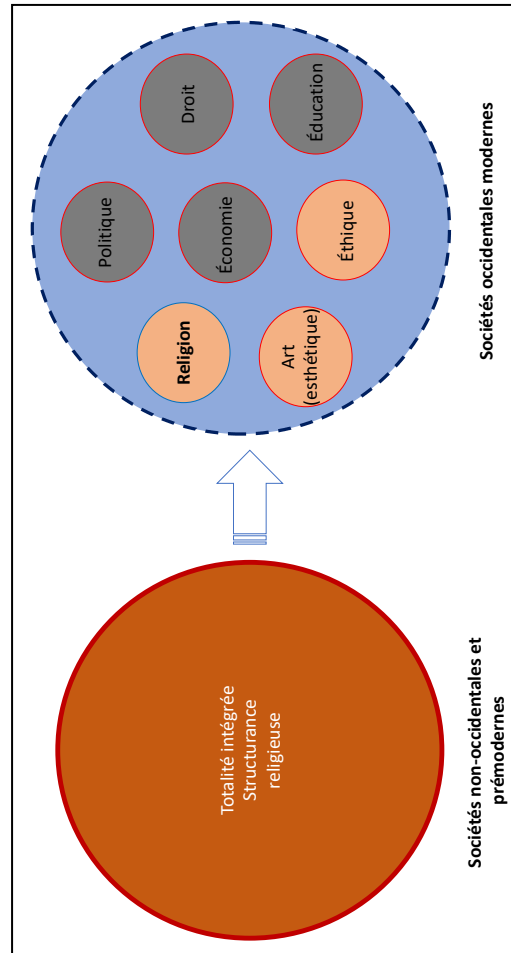 Totalité intégrée
Structurance
religieuse
Sociétés non-occidentales et
prémodernes
Religion
Politique
Art
(esthétique)
Économie
Droit
Éthique
Éducation
Sociétés occidentales modernes